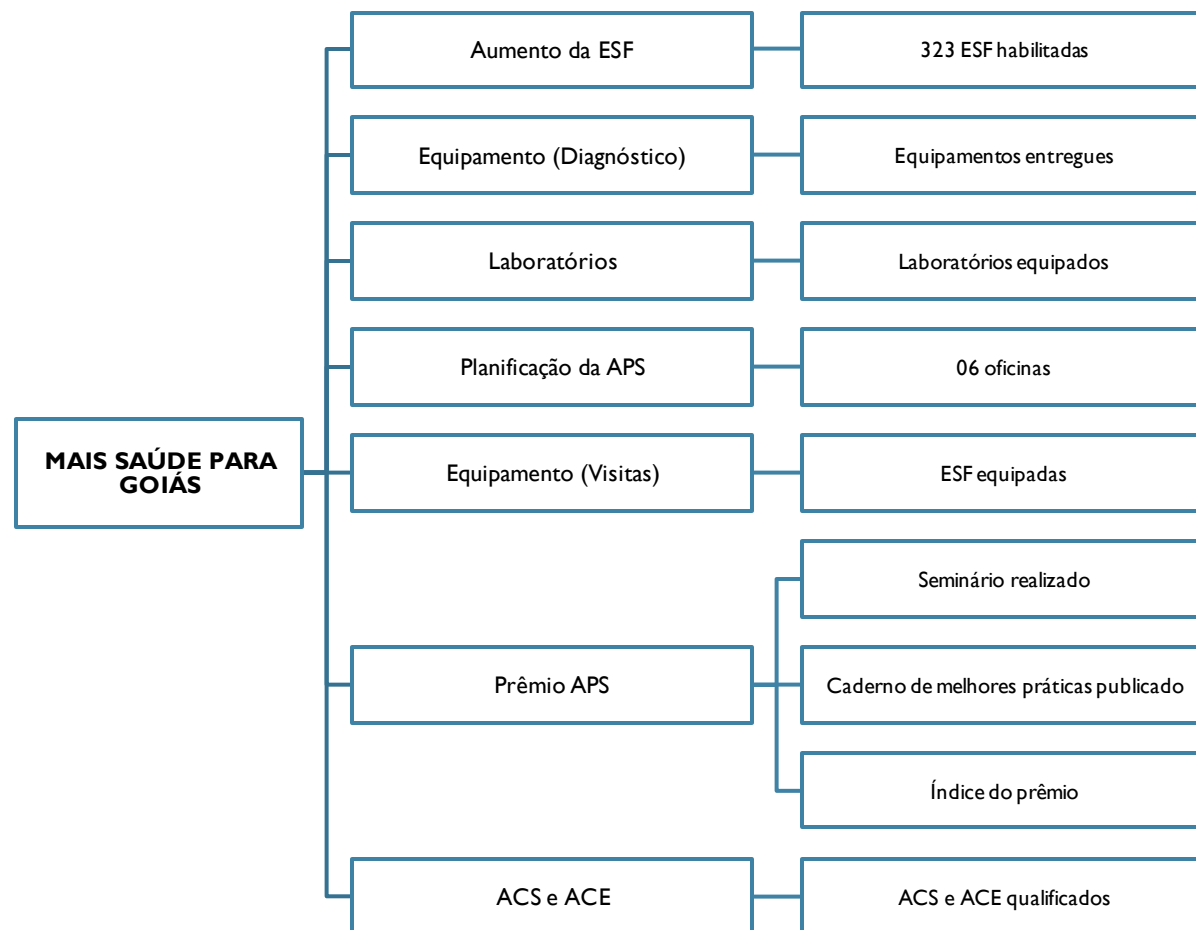 Aumento da ESF
323 ESF habilitadas
Equipamento (Diagnóstico)
Equipamentos entregues
Laboratórios
Laboratórios equipados
Planificação da APS
06 oficinas
MAIS SAÚDE PARA
GOIÁS
Equipamento (Visitas)
ESF equipadas
Prêmio APS
Seminário realizado
Caderno de melhores práticas publicado
Índice do prêmio
ACS e ACE
ACS e ACE qualificados